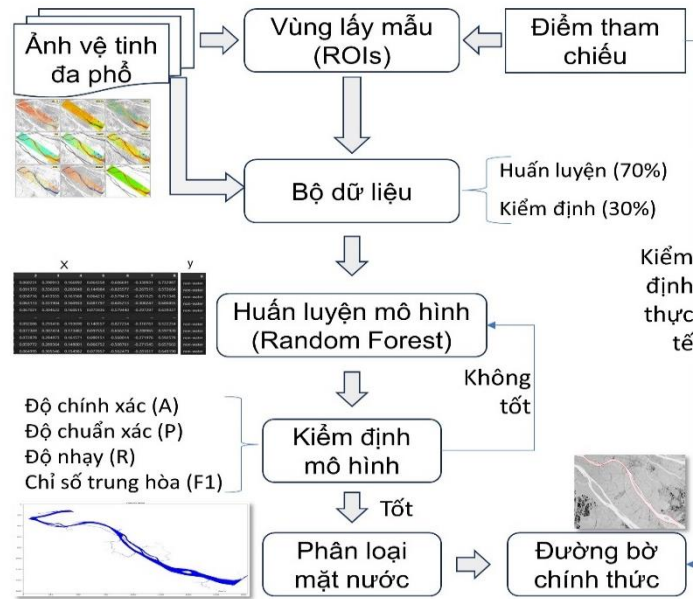 Ảnh vệ tinh
đa phổ
Vùng lấy mẫu
(ROIs)
Điểm tham
chiếu
Bộ dữ liệu
Huấn luyện (70%)
Kiểm định (30%)
x y
Huấn luyện mô hình
(Random Forest)
Kiểm
định
thực
tế
Không
tốt
Độ chính xác (A)
Độ chuẩn xác (P)
Độ nhạy (R)
Chỉ số trung hòa (F1)
Kiểm định
mô hình
Tốt
Phân loại
mặt nước
Đường bờ
chính thức